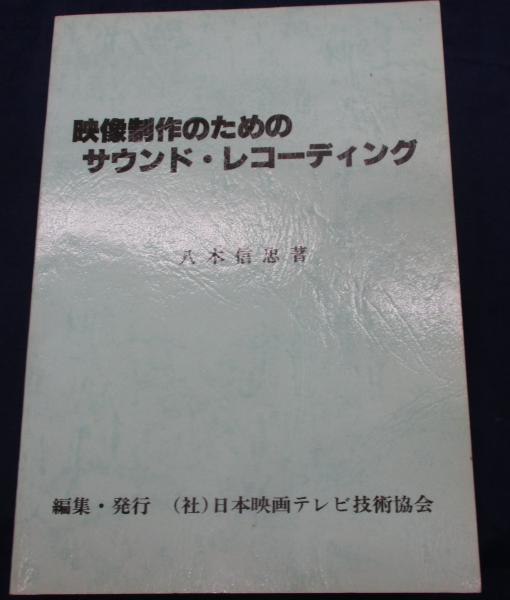 映像制作のための
サウンド・レコーディング
八木信忠著
編集・発行 (社)日本映画テレビ技術協会